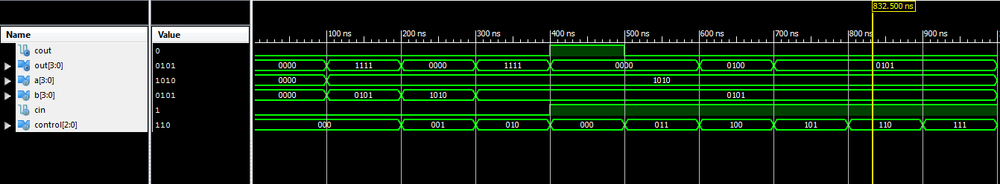 832.500 ns
Name Value
100 ns 200 ns 300 ns 400 ns 500 ns 600 ns 700 ns 800 ns 900 ns
cout 0
out[3:0] 0101 0000 1111 0000 1111 0000 0100 0101
a[3:0] 1010 0000 1010
b[3:0] 0101 0000 0101 1010 0101
cin 1
control[2:0] 110 000 001 010 000 011 100 101 110 111